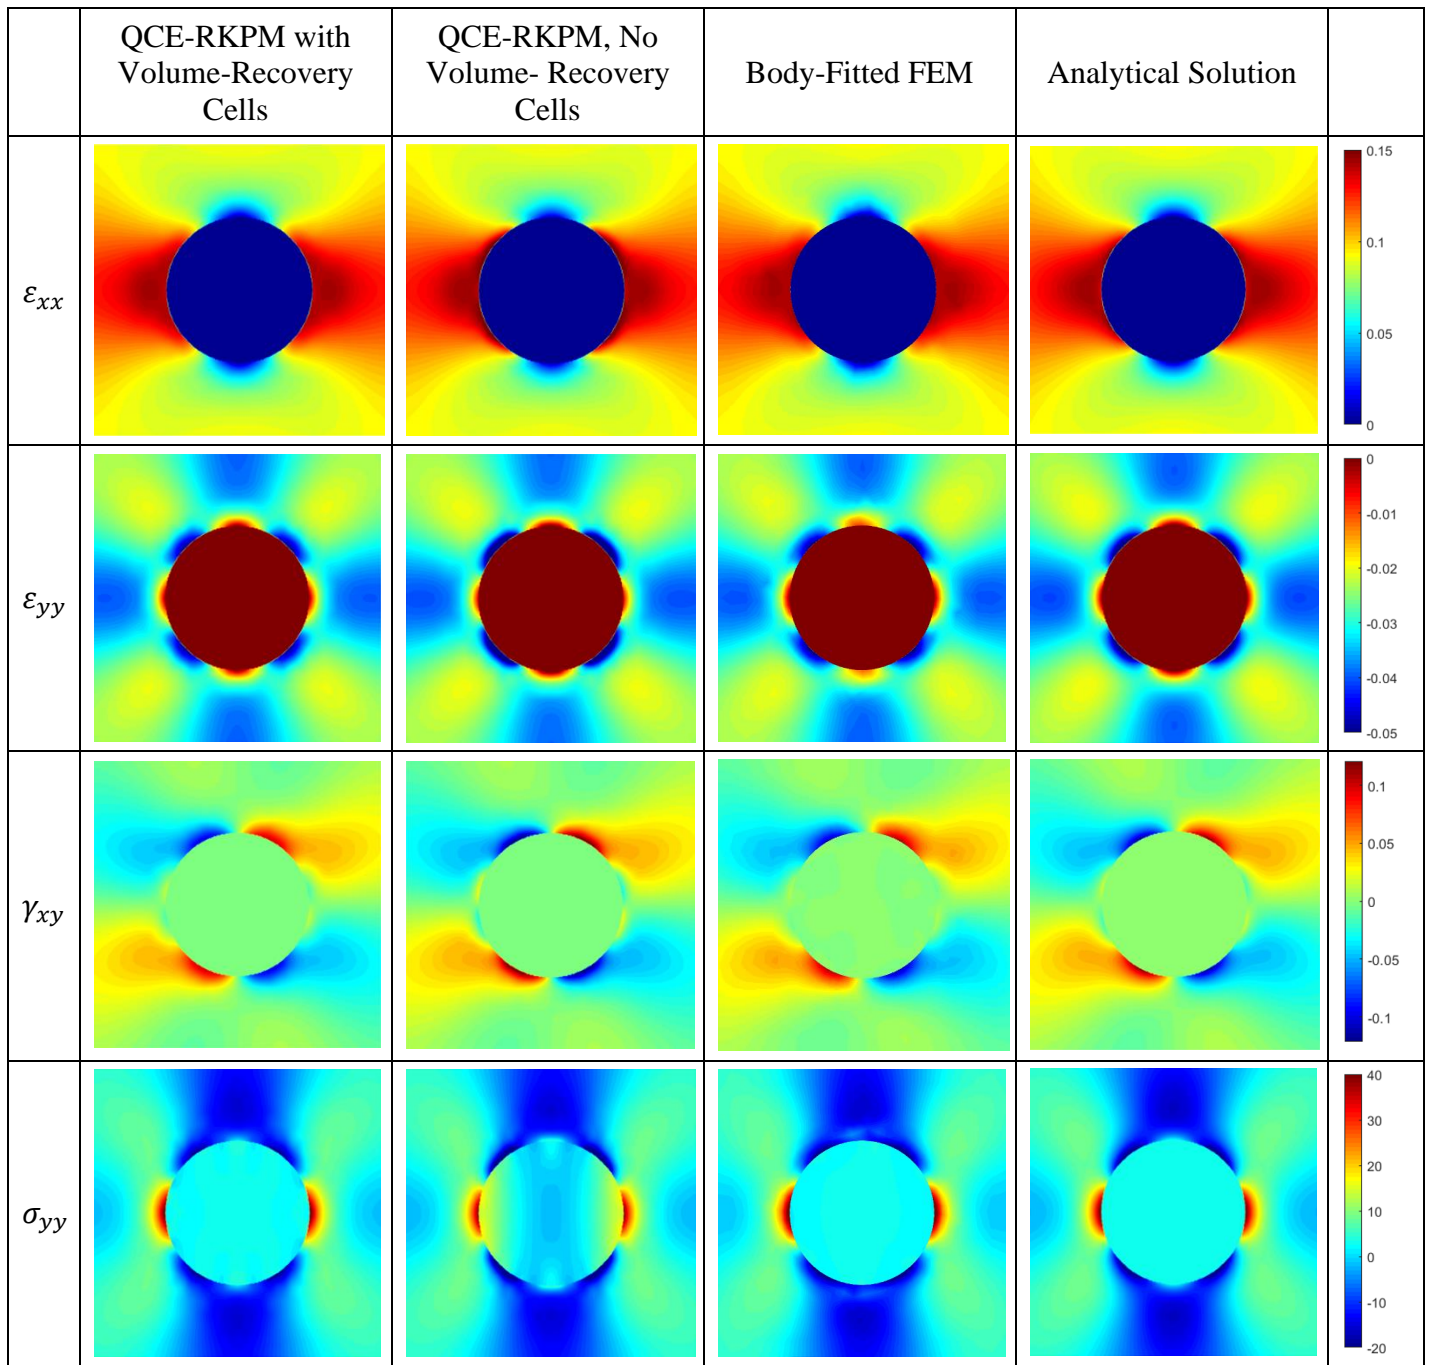 QCE-RKPM with
Volume-Recovery
Cells
QCE-RKPM, No
Volume- Recovery
Cells
Body-Fitted FEM
Analytical Solution
εxx
0.15
0.1
0.05
0
εyy
0
-0.01
-0.02
-0.03
-0.04
-0.05
γxy
0.1
0.05
0
-0.05
-0.1
σyy
40
30
20
10
0
-10
-20